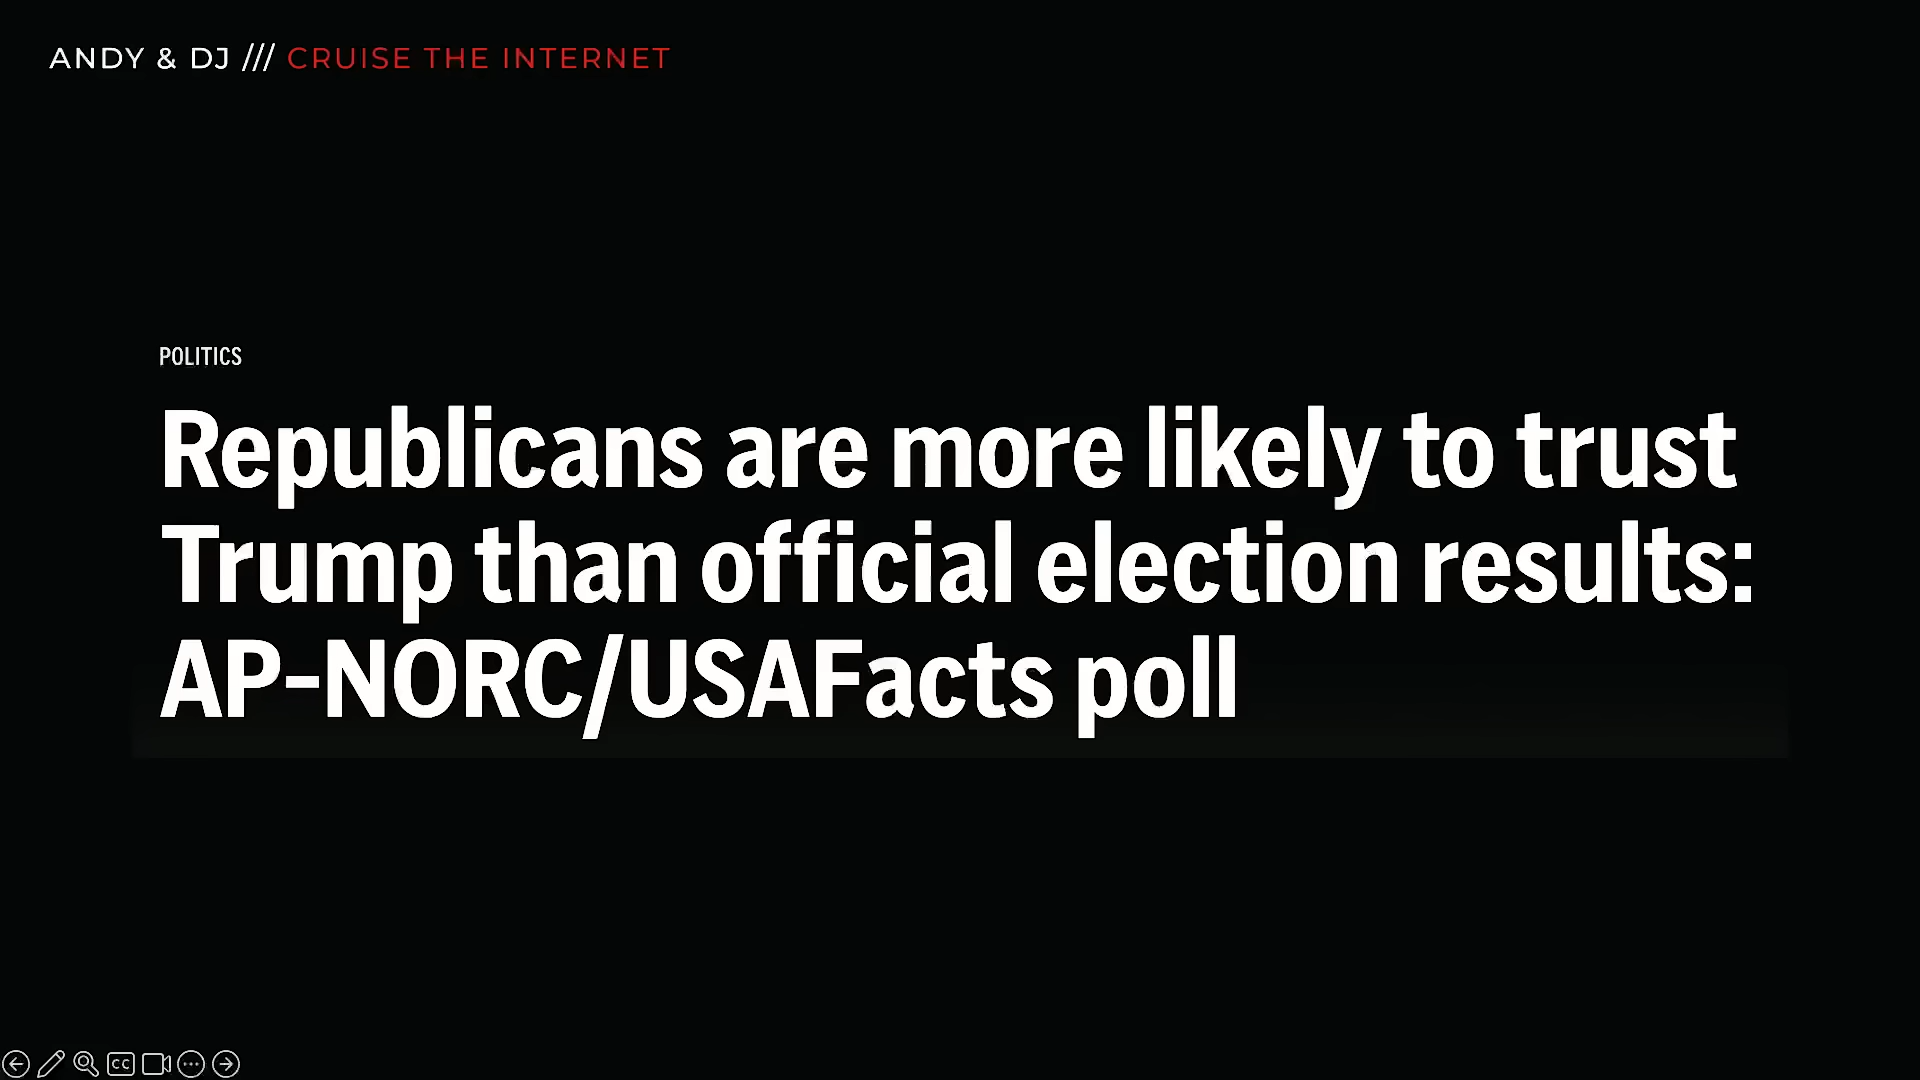 ANDY & DJ /// CRUISE THE INTERNET
POLITICS
Republicans are more likely to trust
Trump than official election results:
AP-NORC/USAFacts poll
CC